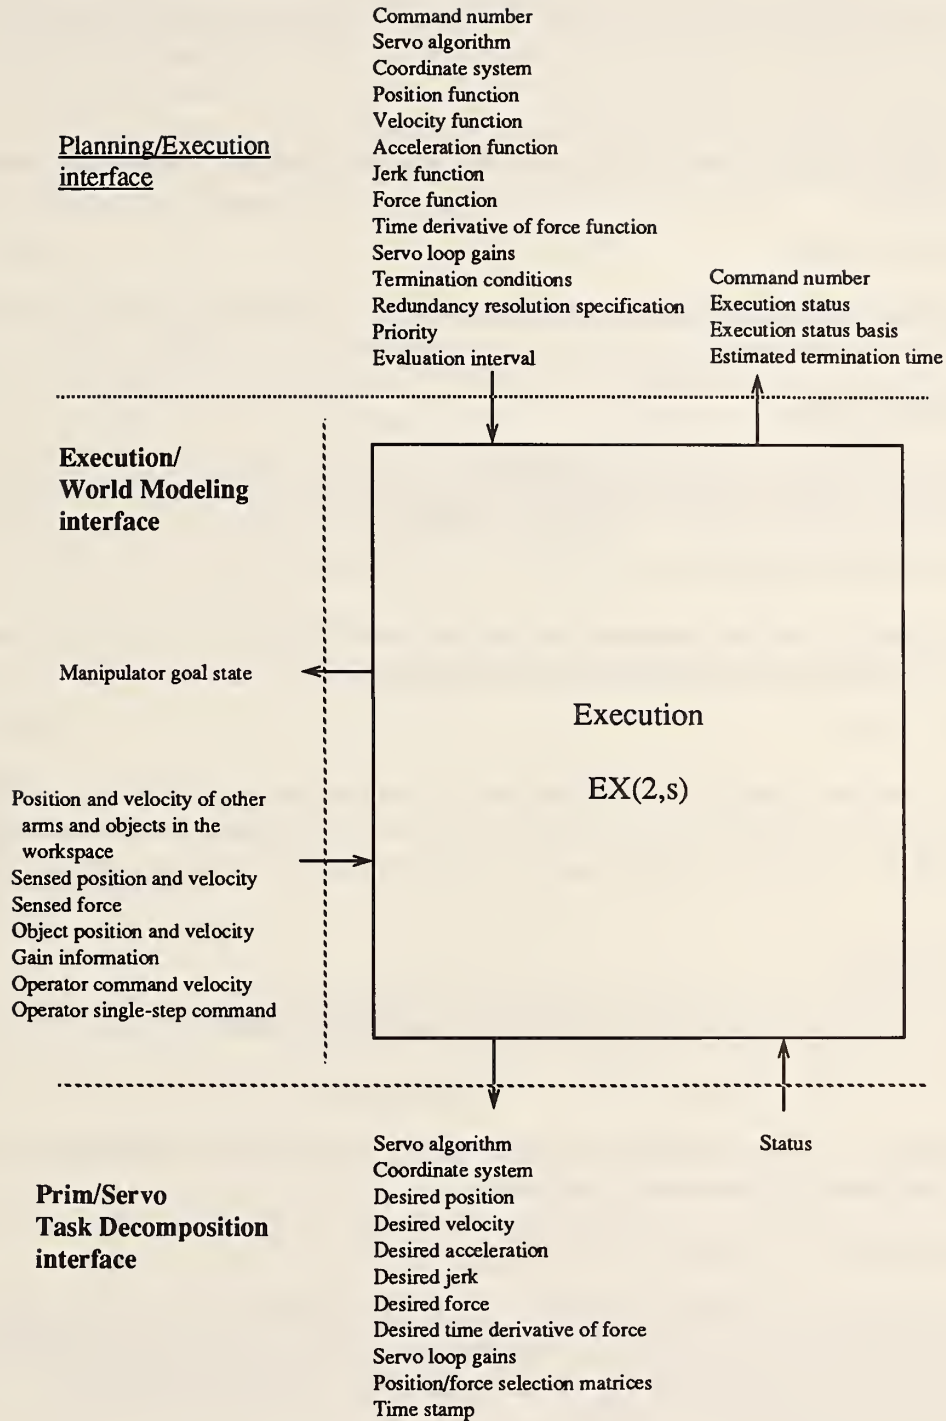 Command number
Servo algorithm
Coordinate system
Position function
Velocity function
Acceleration function
Jerk function
Force function
Time derivative of force function
Servo loop gains
Termination conditions
Redundancy resolution specification
Priority
Evaluation interval
Planning/Execution
interface
Command number
Execution status
Execution status basis
Estimated termination time
Execution/
World Modeling
interface
Manipulator goal state
Position and velocity of other
arms and objects in the
workspace
Sensed position and velocity
Sensed force
Object position and velocity
Gain information
Operator command velocity
Operator single-step command
Execution
EX(2,s)
Prim/Servo
Task Decomposition
interface
Servo algorithm
Coordinate system
Desired position
Desired velocity
Desired acceleration
Desired jerk
Desired force
Desired time derivative of force
Servo loop gains
Position/force selection matrices
Time stamp
Status